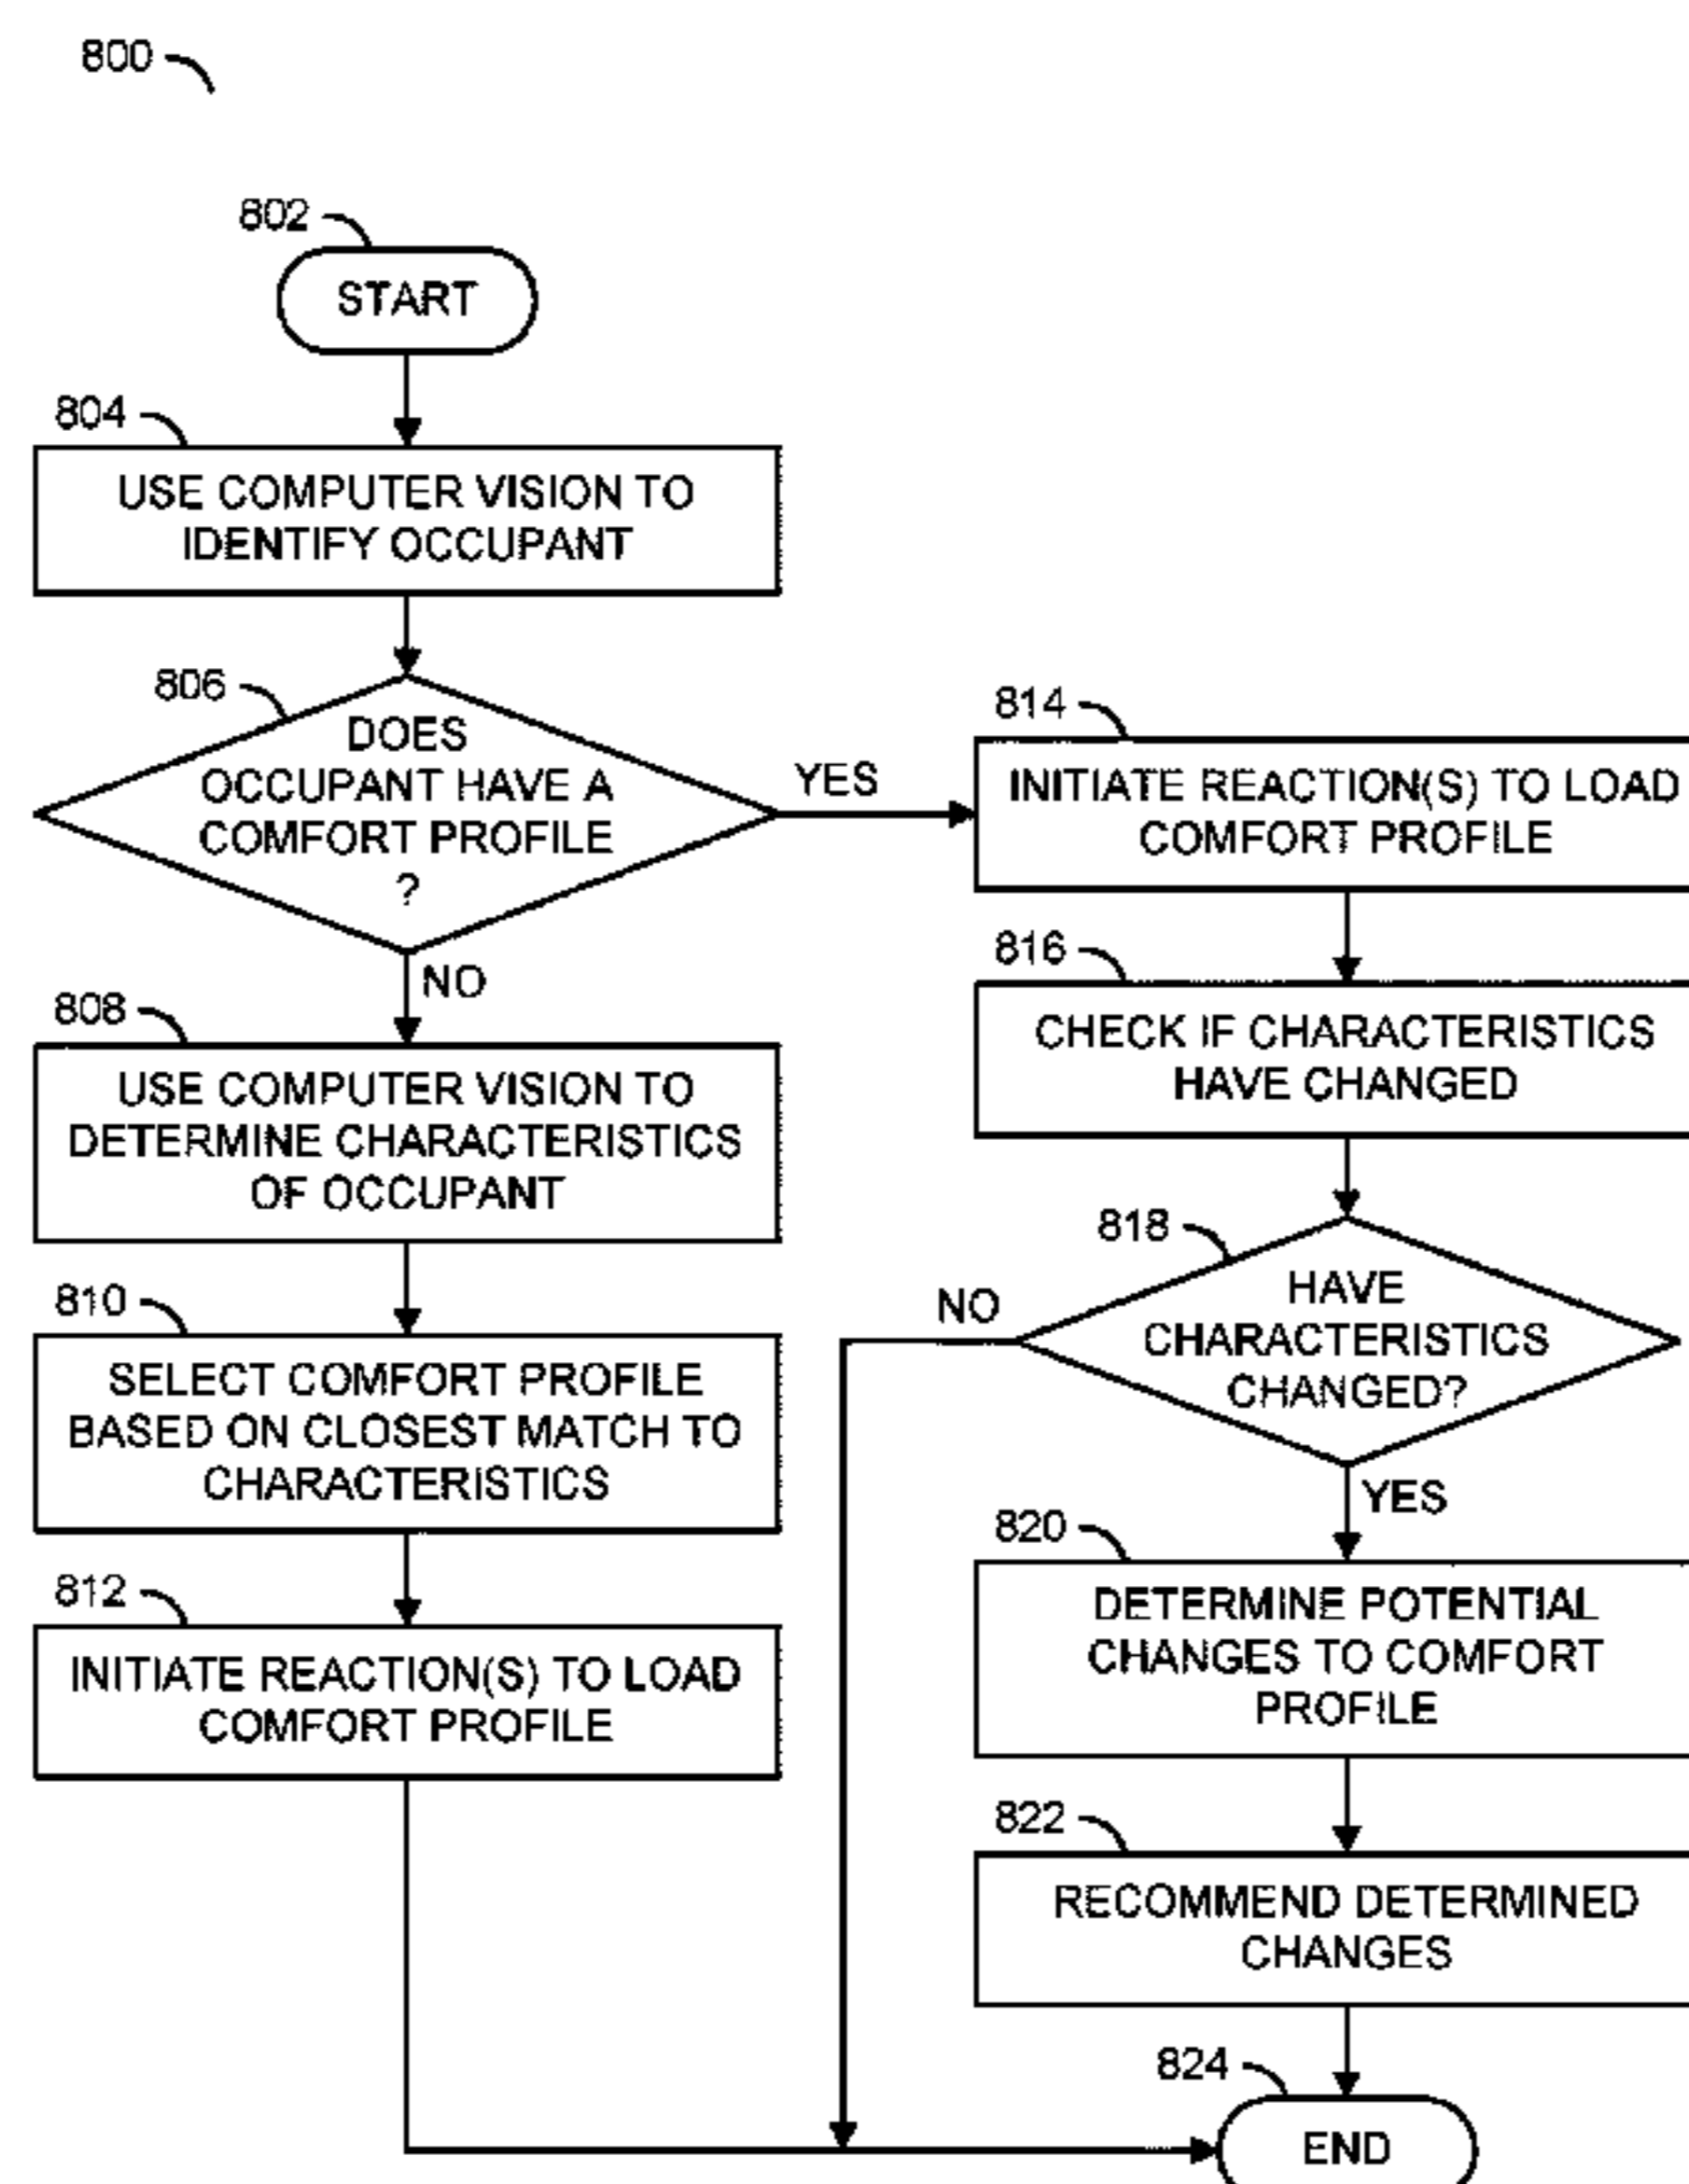 800
802
START
804
USE COMPUTER VISION TO
IDENTIFY OCCUPANT
806
DOES
OCCUPANT HAVE A
COMFORT PROFILE
?
YES
NO
808
USE COMPUTER VISION TO
DETERMINE CHARACTERISTICS
OF OCCUPANT
810
SELECT COMFORT PROFILE
BASED ON CLOSEST MATCH TO
CHARACTERISTICS
812
INITIATE REACTION(S) TO LOAD
COMFORT PROFILE
814
INITIATE REACTION(S) TO LOAD
COMFORT PROFILE
816
CHECK IF CHARACTERISTICS
HAVE CHANGED
818
HAVE
CHARACTERISTICS
CHANGED?
NO
YES
820
DETERMINE POTENTIAL
CHANGES TO COMFORT
PROFILE
822
RECOMMEND DETERMINED
CHANGES
824
END